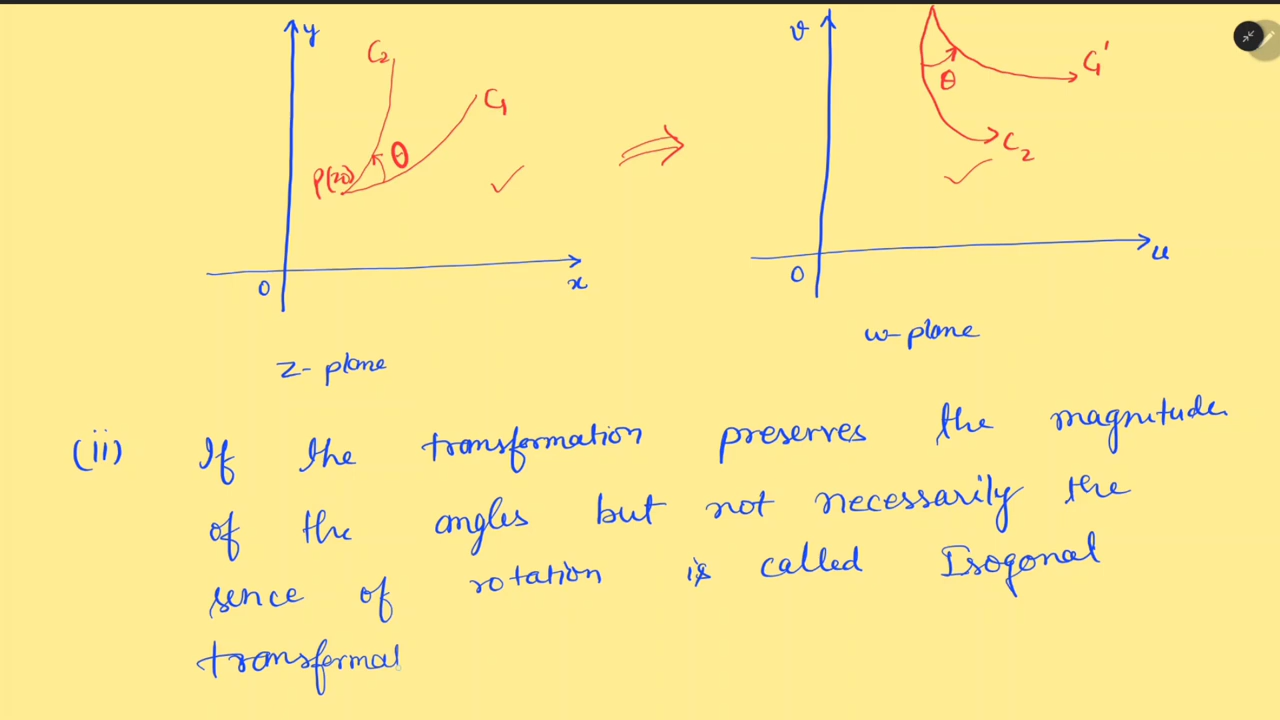 y
C2
C1
θ
P(z0)
0
x
z-plane
⇒
v
C1'
θ
C2
0
u
w-plane
(ii) If the transformation preserves the magnitude
of the angles but not necessarily the
sence of rotation is called Isogonal
transformat